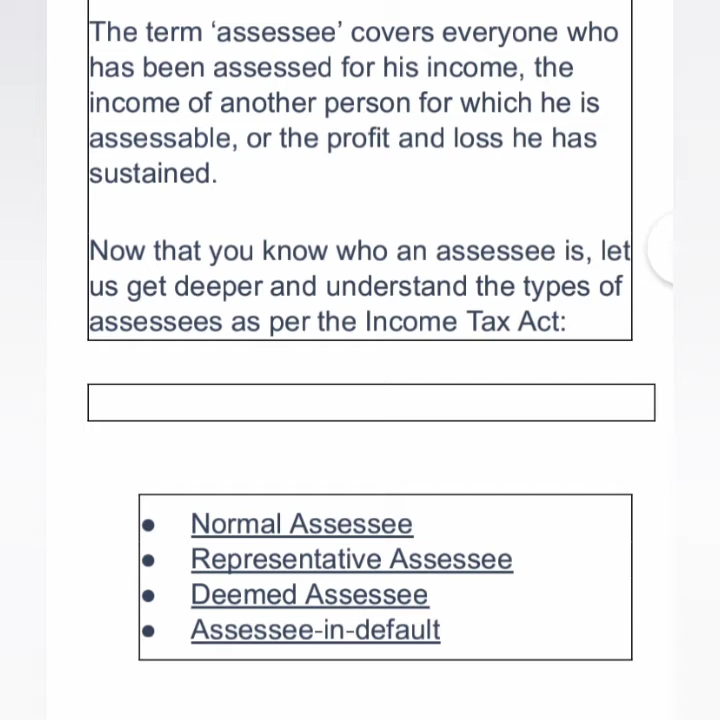 The term ‘assessee’ covers everyone who
has been assessed for his income, the
income of another person for which he is
assessable, or the profit and loss he has
sustained.
Now that you know who an assessee is, let
us get deeper and understand the types of
assessees as per the Income Tax Act:
● Normal Assessee
● Representative Assessee
● Deemed Assessee
● Assessee-in-default